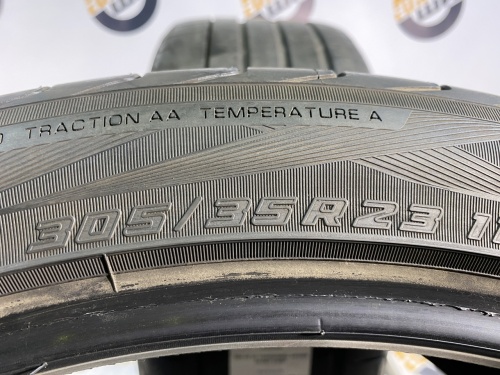 TRACTION AA TEMPERATURE A
305/35R23